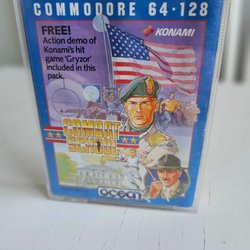 COMMODORE 64·128
FREE!
Action demo of
Konami's hit
game 'Gryzor'
included in this
pack.
KONAMI
COMBAT
SCHOOL
ocean